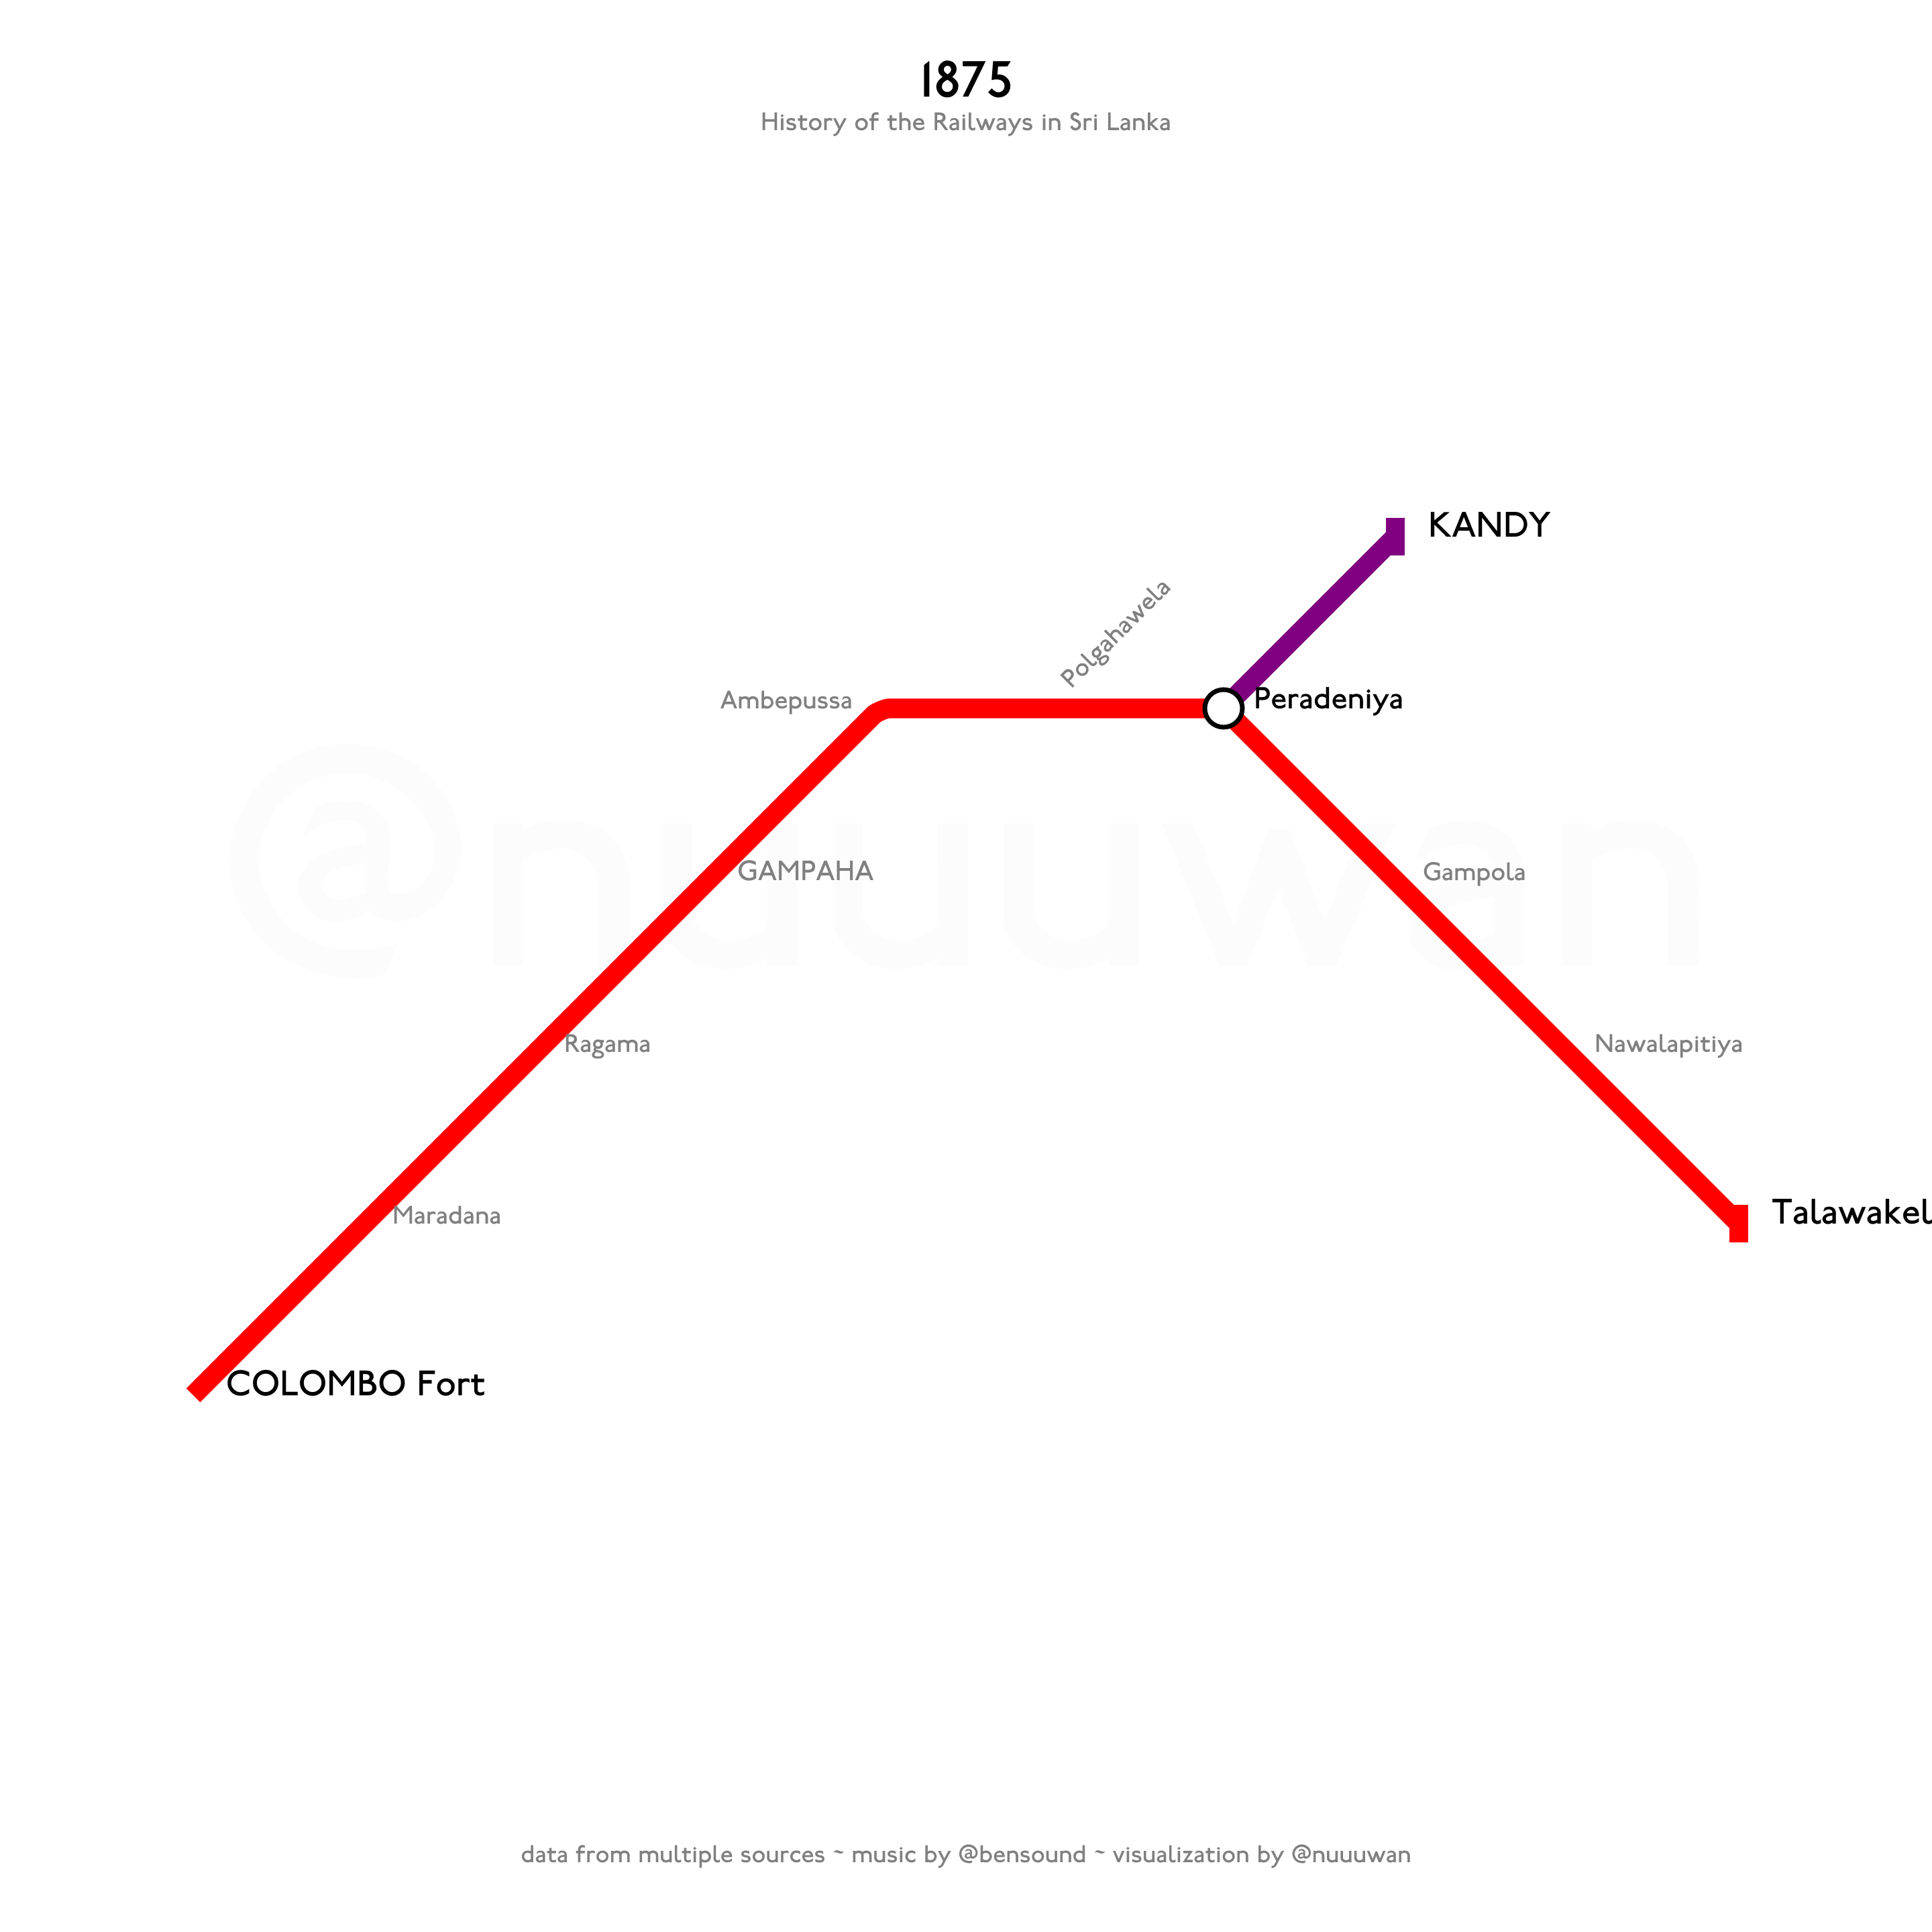 1875
History of the Railways in Sri Lanka
KANDY
Polgahawela
Ambepussa
Peradeniya
GAMPAHA
Gampola
@nuuuwan
Ragama
Nawalapitiya
Maradana
Talawakel
COLOMBO Fort
data from multiple sources ~ music by @bensound ~ visualization by @nuuuwan